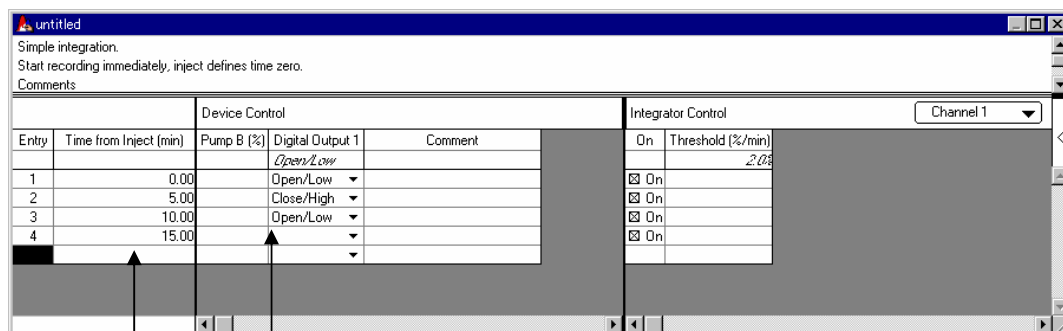 untitled
Simple integration.
Start recording immediately, inject defines time zero.
Comments
Device Control
Integrator Control
Channel 1
Entry Time from Inject (min) Pump B (%) Digital Output 1 Comment On Threshold (%/min)
Open/Low 2.0%
1 0.00 Open/Low On
2 5.00 Close/High On
3 10.00 Open/Low On
4 15.00 On